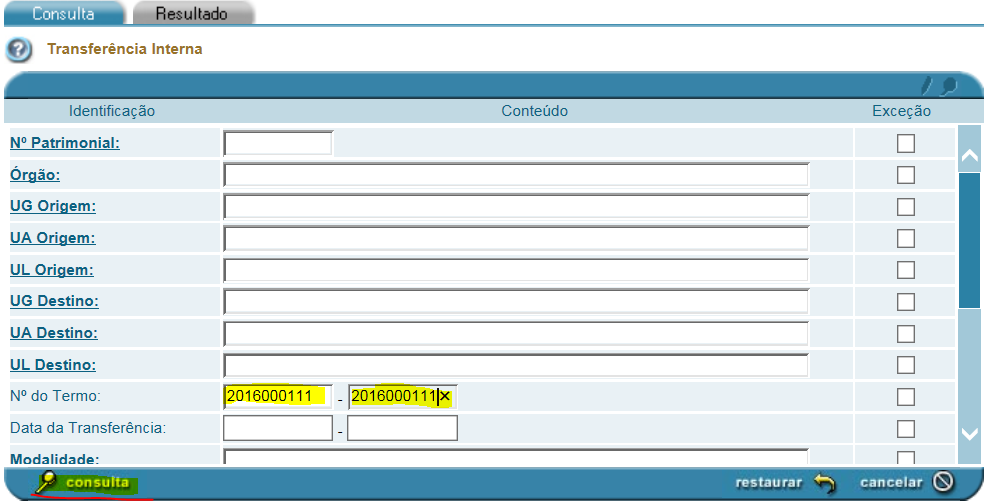 Consulta Resultado
Transferência Interna
Identificação Conteúdo Exceção
Nº Patrimonial:
Órgão:
UG Origem:
UA Origem:
UL Origem:
UG Destino:
UA Destino:
UL Destino:
Nº do Termo: 2016000111 - 2016000111
Data da Transferência: -
Modalidade:
consulta restaurar cancelar